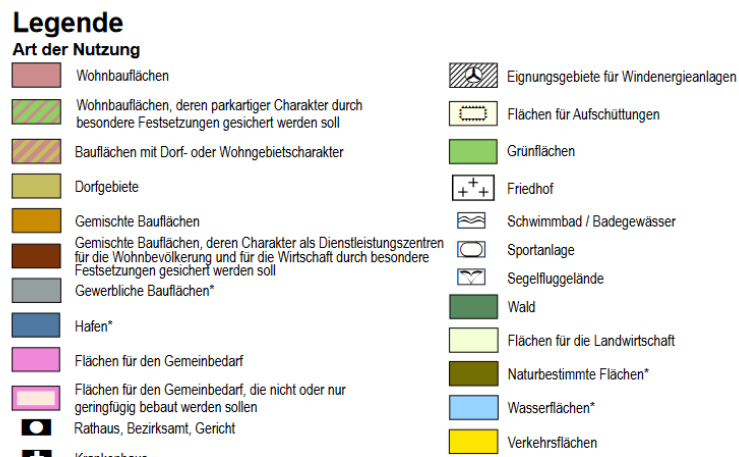 Legende
Art der Nutzung
Wohnbauflächen
Wohnbauflächen, deren parkartiger Charakter durch
besondere Festsetzungen gesichert werden soll
Bauflächen mit Dorf- oder Wohngebietscharakter
Dorfgebiete
Gemischte Bauflächen
Gemischte Bauflächen, deren Charakter als Dienstleistungszentren
für die Wohnbevölkerung und für die Wirtschaft durch besondere
Festsetzungen gesichert werden soll
Gewerbliche Bauflächen*
Hafen*
Flächen für den Gemeinbedarf
Flächen für den Gemeinbedarf, die nicht oder nur
geringfügig bebaut werden sollen
Rathaus, Bezirksamt, Gericht
Eignungsgebiete für Windenergieanlagen
Flächen für Aufschüttungen
Grünflächen
Friedhof
Schwimmbad / Badegewässer
Sportanlage
Segelfluggelände
Wald
Flächen für die Landwirtschaft
Naturbestimmte Flächen*
Wasserflächen*
Verkehrsflächen